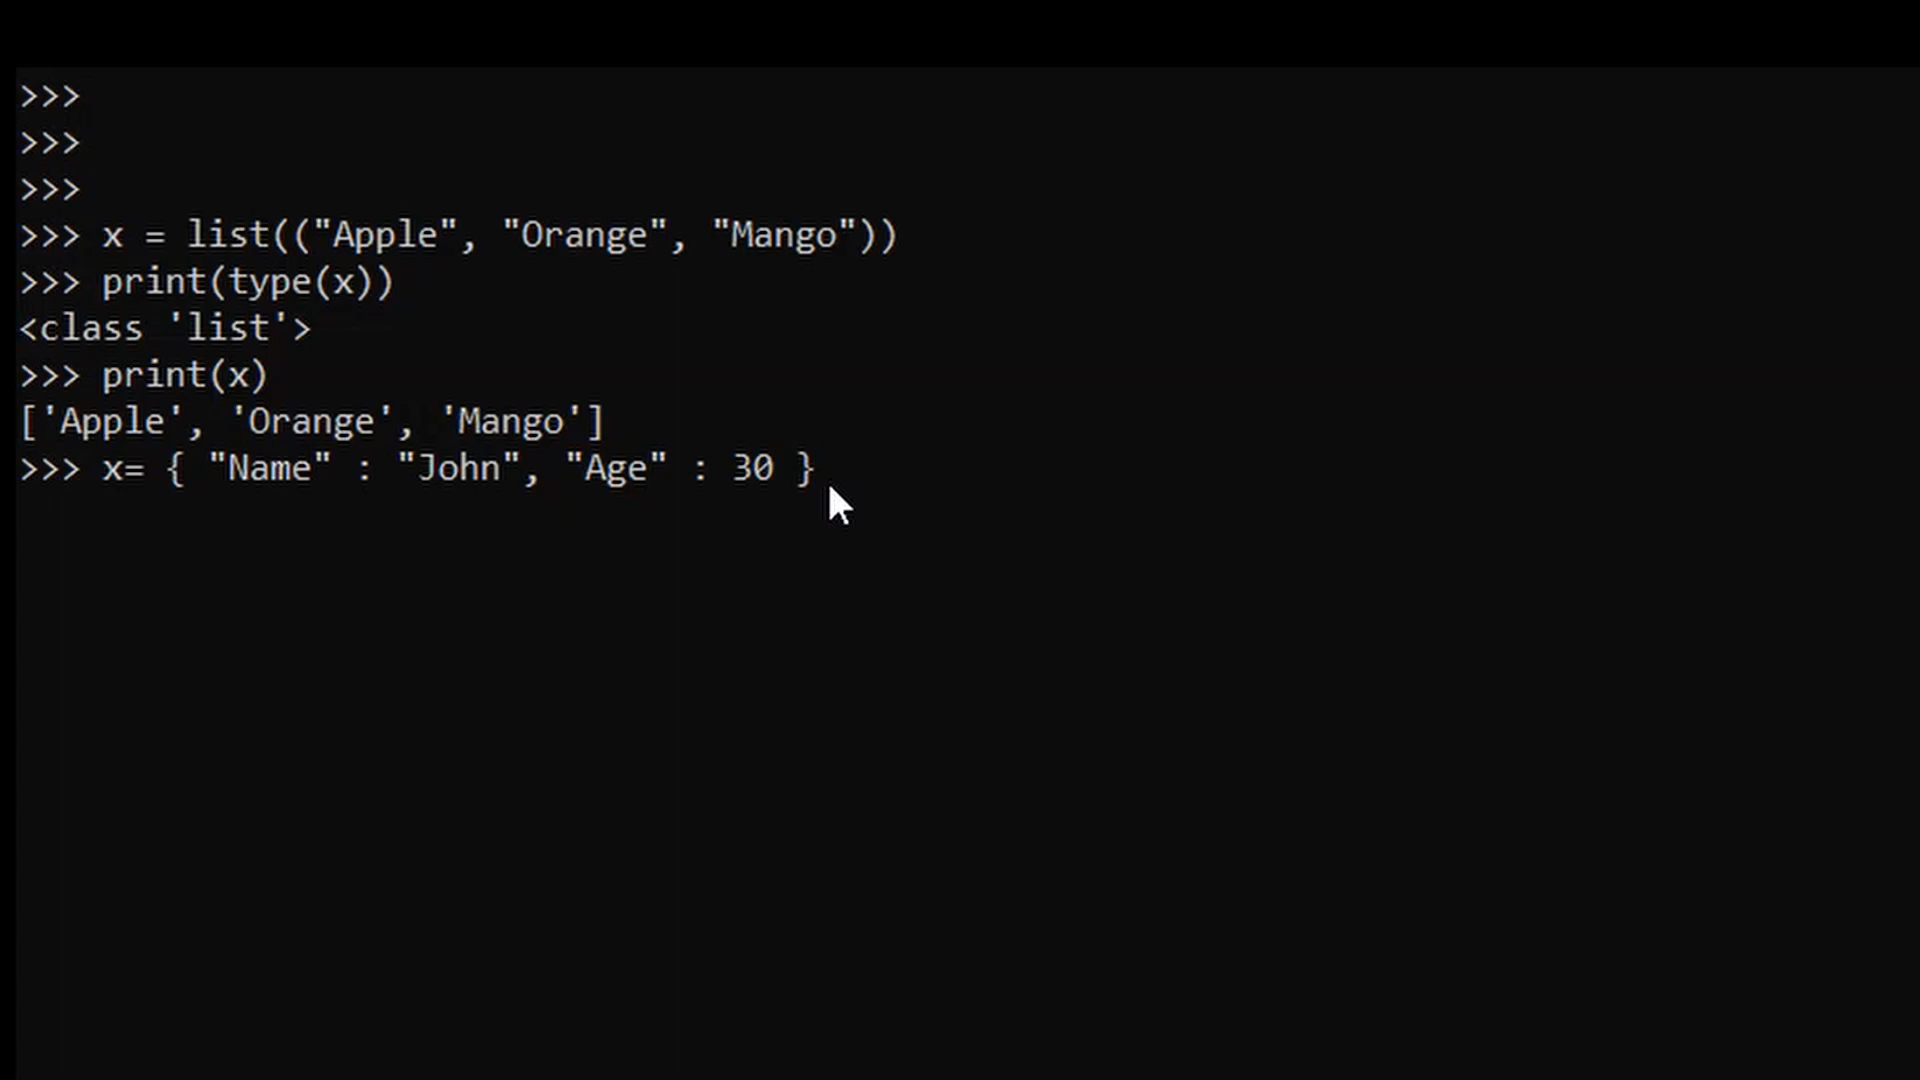 >>>
>>>
>>>
>>> x = list(("Apple", "Orange", "Mango"))
>>> print(type(x))
<class 'list'>
>>> print(x)
['Apple', 'Orange', 'Mango']
>>> x= { "Name" : "John", "Age" : 30 }